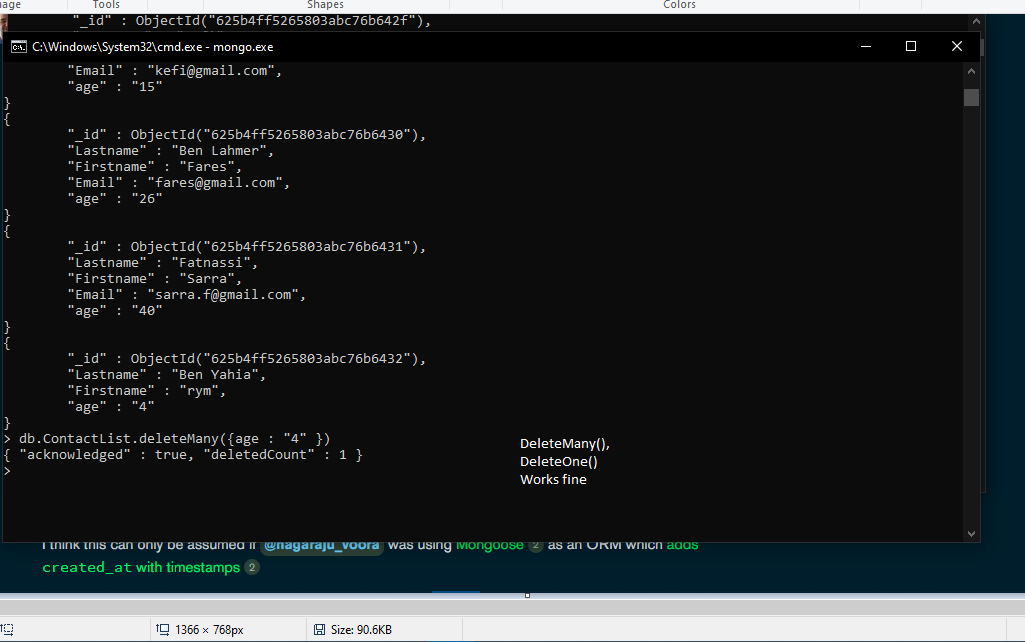 age Tools Shapes Colors
"_id" : ObjectId("625b4ff5265803abc76b642f"),
C:\Windows\System32\cmd.exe - mongo.exe
"Email" : "kefi@gmail.com",
"age" : "15"
}
{
"_id" : ObjectId("625b4ff5265803abc76b6430"),
"Lastname" : "Ben Lahmer",
"Firstname" : "Fares",
"Email" : "fares@gmail.com",
"age" : "26"
}
{
"_id" : ObjectId("625b4ff5265803abc76b6431"),
"Lastname" : "Fatnassi",
"Firstname" : "Sarra",
"Email" : "sarra.f@gmail.com",
"age" : "40"
}
{
"_id" : ObjectId("625b4ff5265803abc76b6432"),
"Lastname" : "Ben Yahia",
"Firstname" : "rym",
"age" : "4"
}
> db.ContactList.deleteMany({age : "4" })
{ "acknowledged" : true, "deletedCount" : 1 }
>
DeleteMany(),
DeleteOne()
Works fine
I think this can only be assumed if @nagaraju_voora was using Mongoose 2 as an ORM which adds
created_at with timestamps 2
1366 × 768px Size: 90.6KB